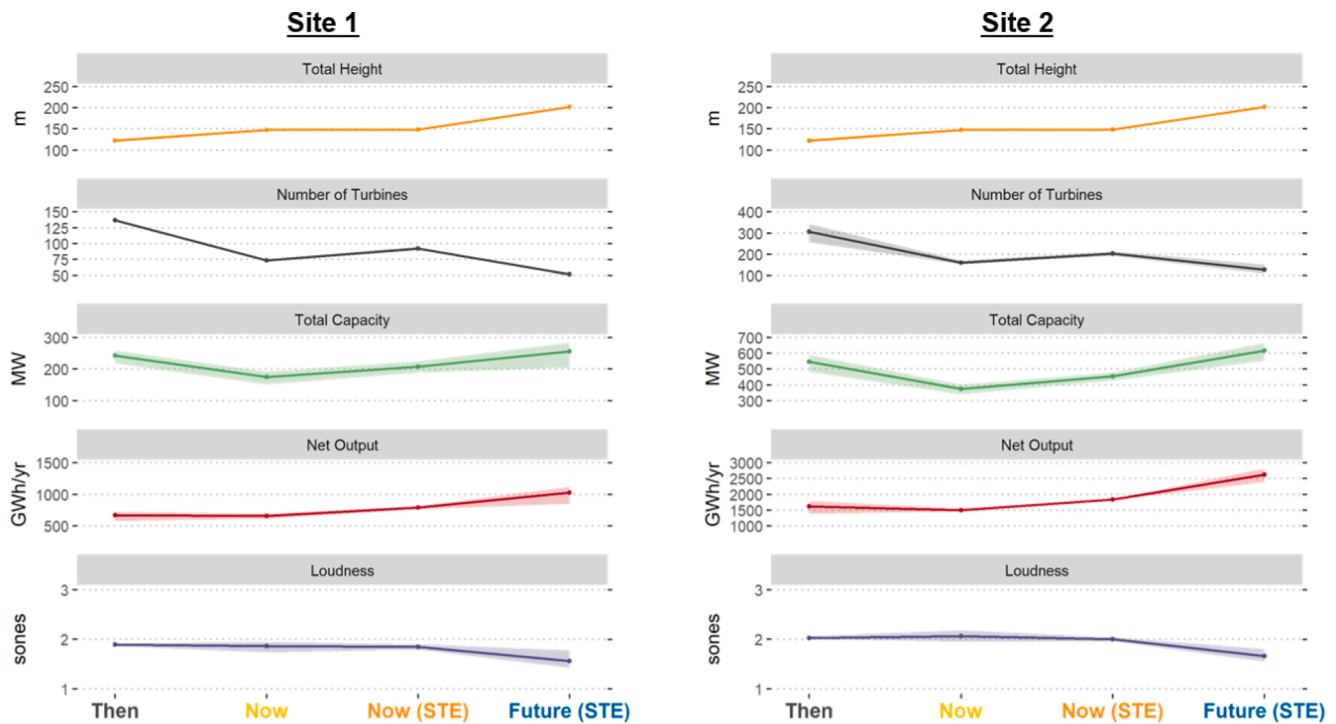 Site 1
Total Height
m
250
200
150
100
Number of Turbines
150
125
100
75
50
Total Capacity
MW
300
200
100
Net Output
GWh/yr
1500
1000
500
Loudness
sones
3
2
1
Then Now Now (STE) Future (STE)
Site 2
Total Height
m
250
200
150
100
Number of Turbines
400
300
200
100
Total Capacity
MW
700
600
500
400
300
Net Output
GWh/yr
3000
2500
2000
1500
1000
Loudness
sones
3
2
1
Then Now Now (STE) Future (STE)